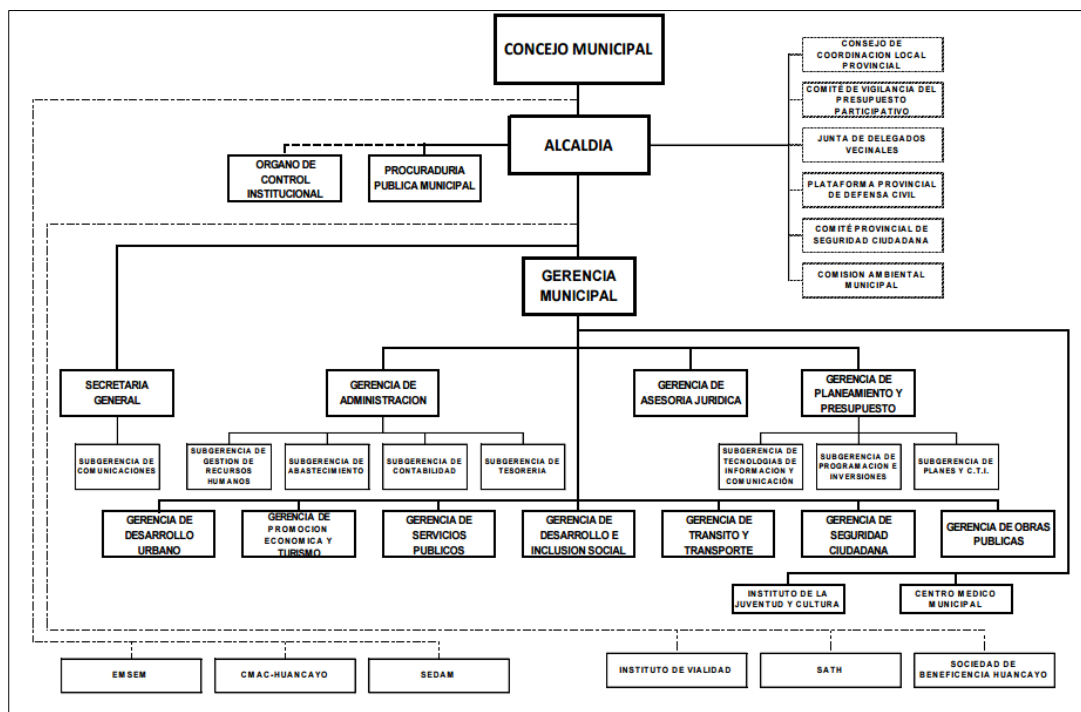 CONCEJO MUNICIPAL
CONSEJO DE
COORDINACION LOCAL
PROVINCIAL
COMITÉ DE VIGILANCIA DEL
PRESUPUESTO
PARTICIPATIVO
ALCALDIA
JUNTA DE DELEGADOS
VECINALES
ORGANO DE
CONTROL
INSTITUCIONAL
PROCURADURIA
PUBLICA MUNICIPAL
PLATAFORMA PROVINCIAL
DE DEFENSA CIVIL
COMITÉ PROVINCIAL DE
SEGURIDAD CIUDADANA
GERENCIA
MUNICIPAL
COMISION AMBIENTAL
MUNICIPAL
SECRETARIA
GENERAL
GERENCIA DE
ADMINISTRACION
GERENCIA DE
ASESORIA JURIDICA
GERENCIA DE
PLANEAMIENTO Y
PRESUPUESTO
SUBGERENCIA DE
COMUNICACIONES
SUBGERENCIA DE
GESTION DE
RECURSOS
HUMANOS
SUBGERENCIA DE
ABASTECIMIENTO
SUBGERENCIA DE
CONTABILIDAD
SUBGERENCIA DE
TESORERIA
SUBGERENCIA DE
TECNOLOGIAS DE
INFORMACION Y
COMUNICACIÓN
SUBGERENCIA DE
PROGRAMACION E
INVERSIONES
SUBGERENCIA DE
PLANES Y C.T.I.
GERENCIA DE
DESARROLLO
URBANO
GERENCIA DE
PROMOCION
ECONOMICA Y
TURISMO
GERENCIA DE
SERVICIOS
PUBLICOS
GERENCIA DE
DESARROLLO E
INCLUSION SOCIAL
GERENCIA DE
TRANSITO Y
TRANSPORTE
GERENCIA DE
SEGURIDAD
CIUDADANA
GERENCIA DE OBRAS
PUBLICAS
INSTITUTO DE LA
JUVENTUD Y CULTURA
CENTRO MEDICO
MUNICIPAL
EMSEM
CMAC-HUANCAYO
SEDAM
INSTITUTO DE VIALIDAD
SATH
SOCIEDAD DE
BENEFICENCIA HUANCAYO